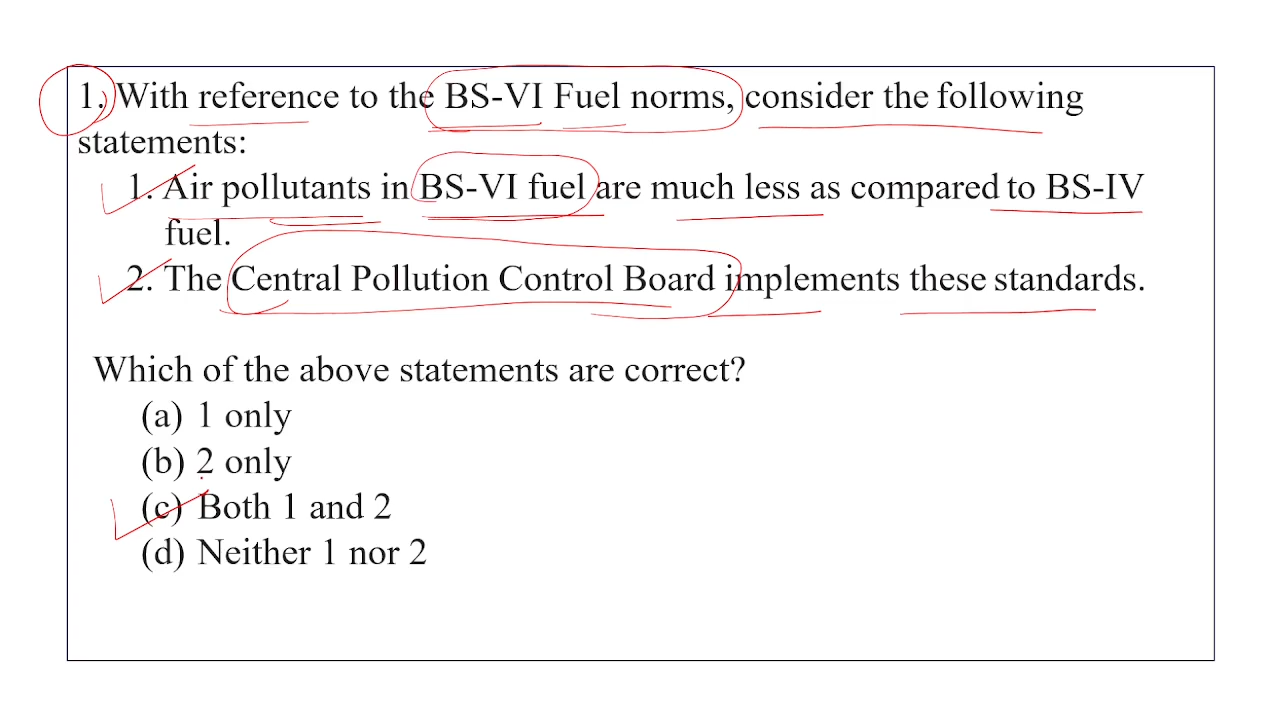 1. With reference to the BS-VI Fuel norms, consider the following
statements:
1. Air pollutants in BS-VI fuel are much less as compared to BS-IV
fuel.
2. The Central Pollution Control Board implements these standards.
Which of the above statements are correct?
(a) 1 only
(b) 2 only
(c) Both 1 and 2
(d) Neither 1 nor 2